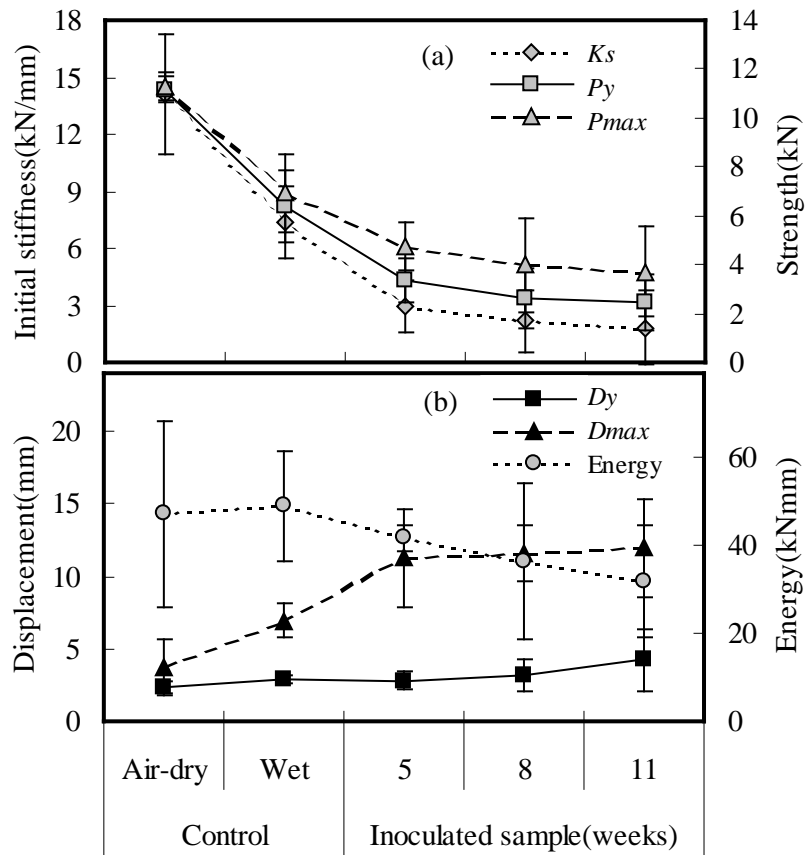 18
15
12
9
6
3
0
Initial stiffness(kN/mm)
(a)
Ks
Py
Pmax
14
12
10
8
6
4
2
0
Strength(kN)
20
15
10
5
0
Displacement(mm)
(b)
Dy
Dmax
Energy
60
40
20
0
Energy(kNmm)
Air-dry Wet 5 8 11
Control Inoculated sample(weeks)